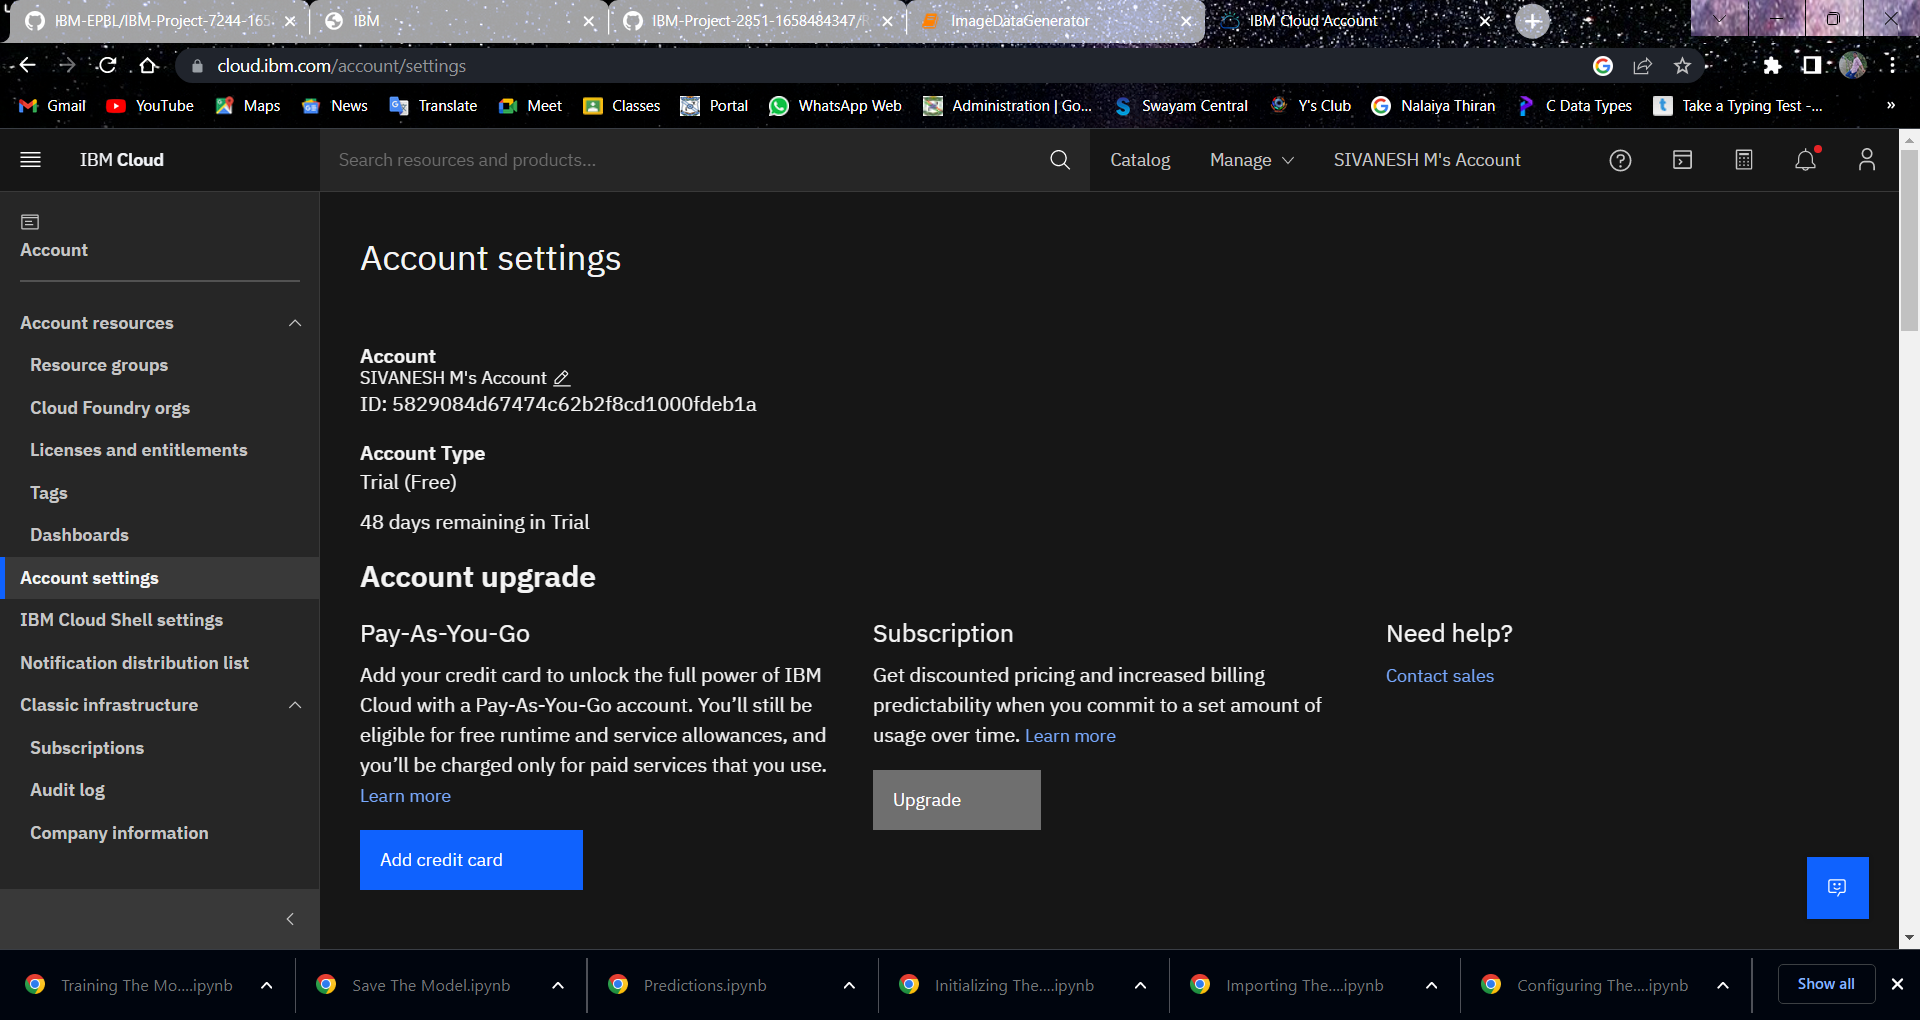 IBM-EPBL/IBM-Project-7244-165
IBM
IBM-Project-2851-1658484347/
ImageDataGenerator
IBM Cloud Account
cloud.ibm.com/account/settings
Gmail
YouTube
Maps
News
Translate
Meet
Classes
Portal
WhatsApp Web
Administration | Go...
Swayam Central
Y's Club
Nalaiya Thiran
C Data Types
Take a Typing Test -...
»
IBM Cloud
Search resources and products...
Catalog
Manage
SIVANESH M's Account
Account
Account resources
Resource groups
Cloud Foundry orgs
Licenses and entitlements
Tags
Dashboards
Account settings
IBM Cloud Shell settings
Notification distribution list
Classic infrastructure
Subscriptions
Audit log
Company information
Account settings
Account
SIVANESH M's Account
ID: 5829084d67474c62b2f8cd1000fdeb1a
Account Type
Trial (Free)
48 days remaining in Trial
Account upgrade
Pay-As-You-Go
Add your credit card to unlock the full power of IBM
Cloud with a Pay-As-You-Go account. You’ll still be
eligible for free runtime and service allowances, and
you’ll be charged only for paid services that you use.
Learn more
Add credit card
Subscription
Get discounted pricing and increased billing
predictability when you commit to a set amount of
usage over time. Learn more
Upgrade
Need help?
Contact sales
Training The Mo....ipynb
Save The Model.ipynb
Predictions.ipynb
Initializing The....ipynb
Importing The....ipynb
Configuring The....ipynb
Show all